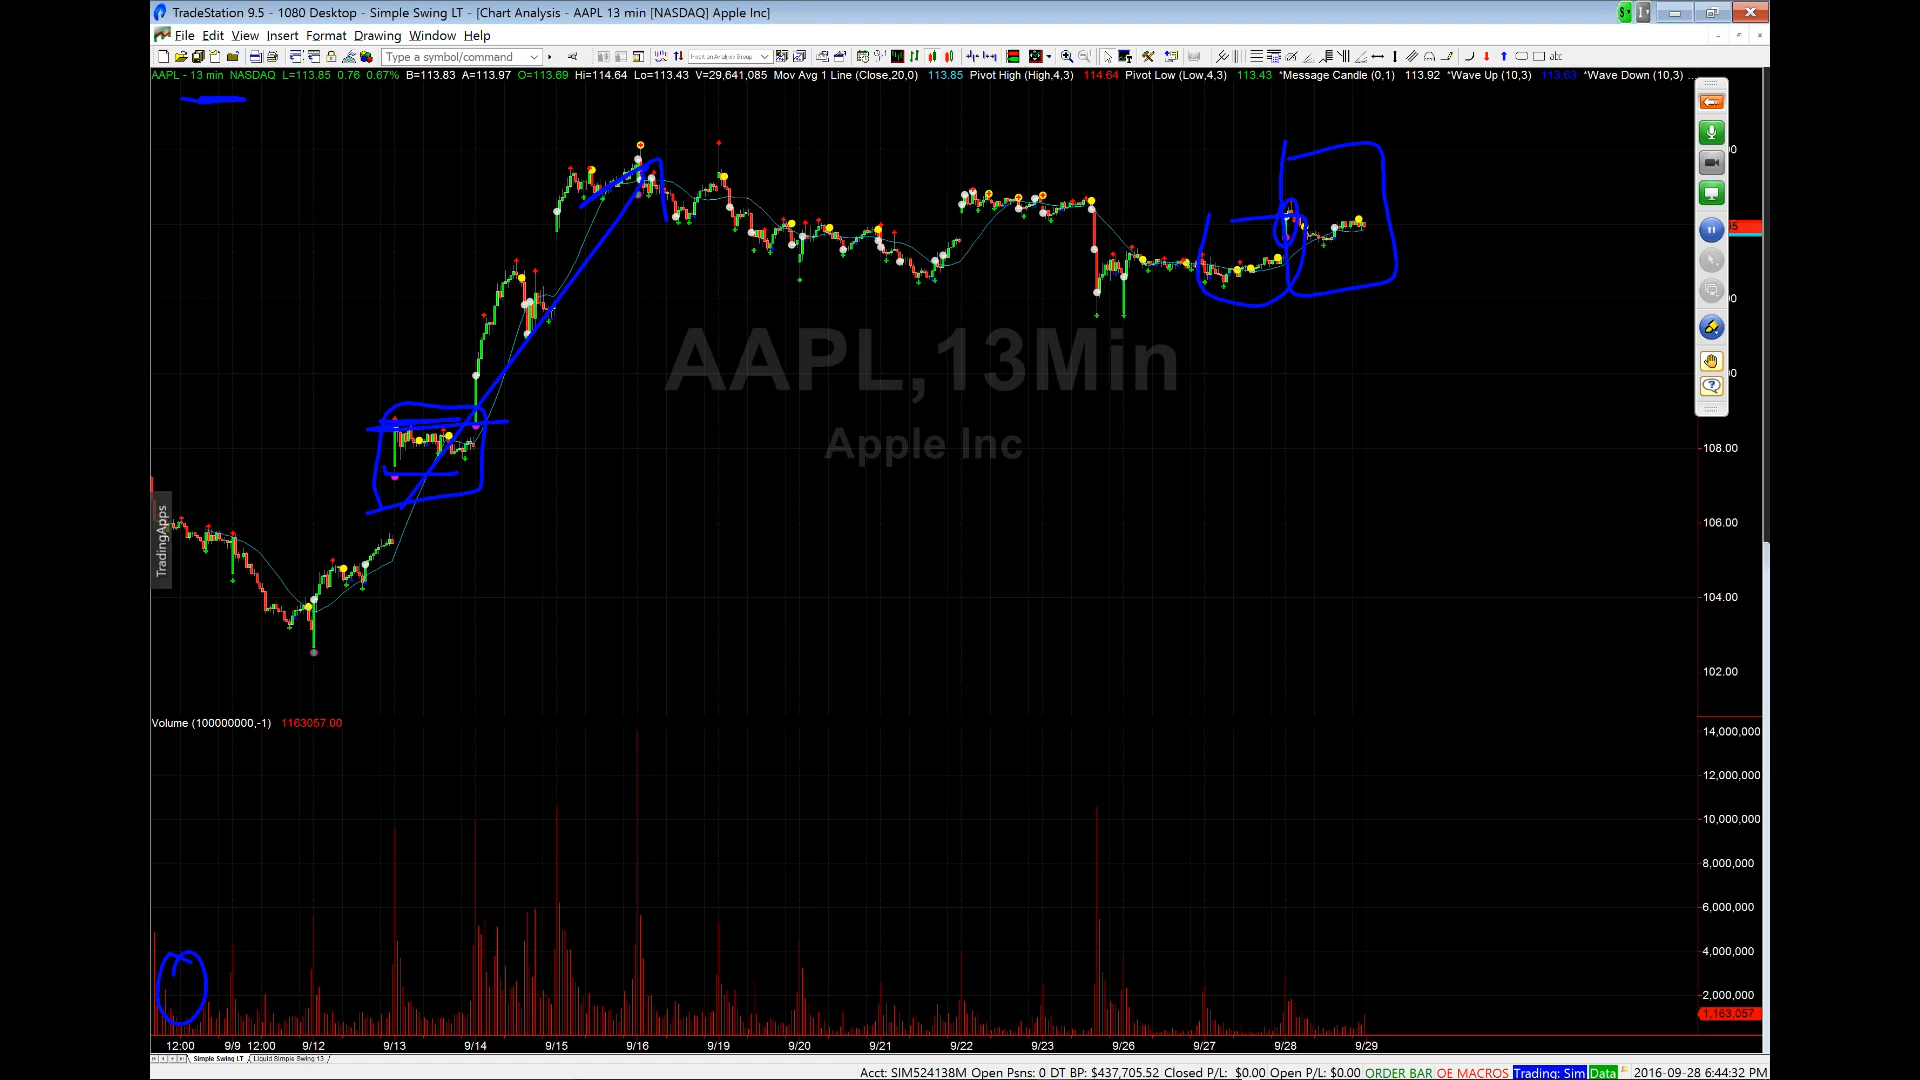 TradeStation 9.5 - 1080 Desktop - Simple Swing LT - [Chart Analysis - AAPL 13 min [NASDAQ] Apple Inc]
File Edit View Insert Format Drawing Window Help
Type a symbol/command
abc
AAPL - 13 min NASDAQ L=113.85 0.76 0.67% B=113.83 A=113.97 O=113.69 Hi=114.64 Lo=113.43 V=29,641,085 Mov Avg 1 Line (Close,20,0) 113.85 Pivot High (High,4,3) 114.64 Pivot Low (Low,4,3) 113.43 *Message Candle (0,1) 113.92 *Wave Up (10,3) 113.63 *Wave Down (10,3) ...
AAPL,13Min
Apple Inc
108.00
106.00
104.00
102.00
TradingApps
Volume (100000000,-1) 1163057.00
14,000,000
12,000,000
10,000,000
8,000,000
6,000,000
4,000,000
2,000,000
1,163,057
12:00 9/9 12:00 9/12 9/13 9/14 9/15 9/16 9/19 9/20 9/21 9/22 9/23 9/26 9/27 9/28 9/29
Simple Swing LT Liquid Simple Swing 13
Acct: SIM524138M Open Psns: 0 DT BP: $437,705.52 Closed P/L: $0.00 Open P/L: $0.00 ORDER BAR OE MACROS Trading: Sim Data 2016-09-28 6:44:32 PM